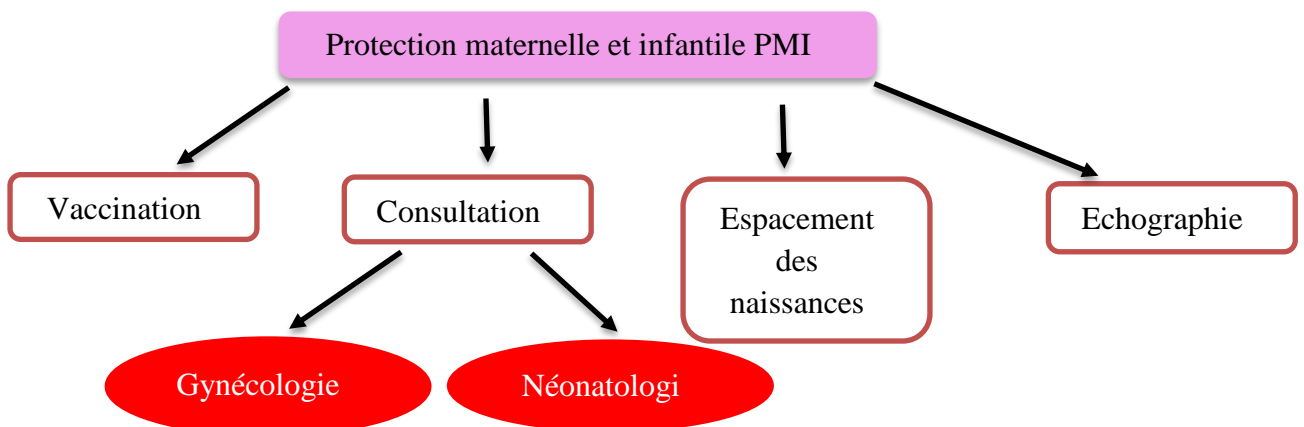 Protection maternelle et infantile PMI
Vaccination
Consultation
Espacement
des
naissances
Echographie
Gynécologie
Néonatologi